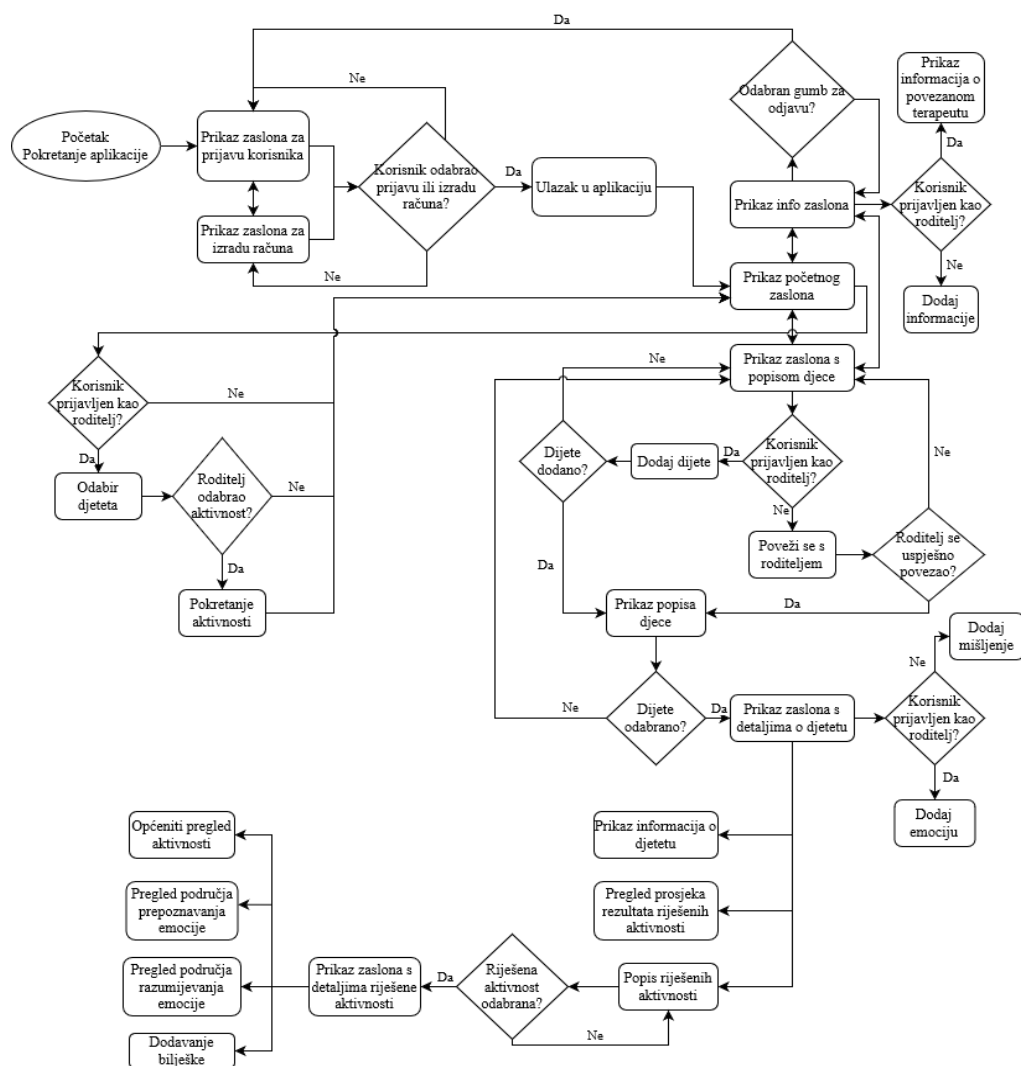 Da
Ne
Početak
Pokretanje aplikacije
Prikaz zaslona za
prijavu korisnika
Prikaz zaslona za
izradu računa
Korisnik odabrao
prijavu ili izradu
računa?
Ne
Da
Ulazak u aplikaciju
Odabran gumb za
odjavu?
Prikaz
informacija o
povezanom
terapeutu
Da
Prikaz info zaslona
Korisnik
prijavljen kao
roditelj?
Ne
Dodaj
informacije
Prikaz početnog
zaslona
Prikaz zaslona s
popisom djece
Korisnik
prijavljen kao
roditelj?
Ne
Da
Odabir
djeteta
Roditelj
odabrao
aktivnost?
Ne
Da
Pokretanje
aktivnosti
Ne
Dijete
dodano?
Dodaj dijete
Da
Korisnik
prijavljen kao
roditelj?
Ne
Poveži se s
roditeljem
Ne
Roditelj se
uspješno
povezao?
Da
Da
Prikaz popisa
djece
Dijete
odabrano?
Ne
Da
Prikaz zaslona s
detaljima o djetetu
Dodaj
mišljenje
Ne
Korisnik
prijavljen kao
roditelj?
Da
Dodaj
emociju
Prikaz informacija o
djetetu
Pregled prosjeka
rezultata riješenih
aktivnosti
Popis riješenih
aktivnosti
Riješena
aktivnost
odabrana?
Da
Ne
Prikaz zaslona s
detaljima riješene
aktivnosti
Općeniti pregled
aktivnosti
Pregled područja
prepoznavanja
emocije
Pregled područja
razumijevanja
emocije
Dodavanje
bilješke